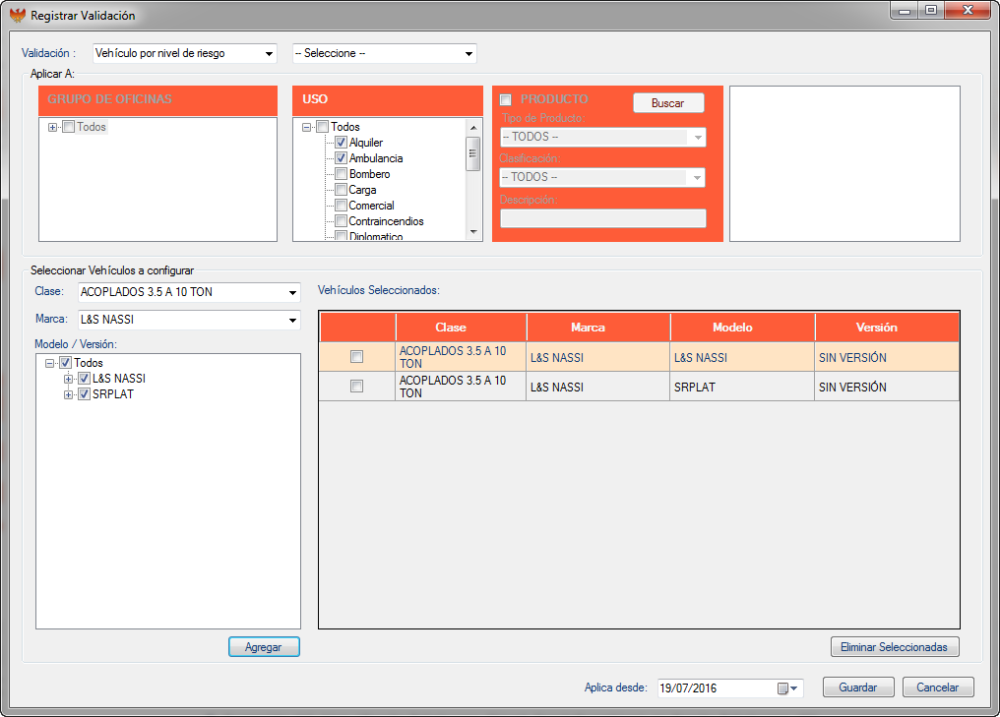 Registrar Validación
Validación : Vehículo por nivel de riesgo -- Seleccione --
Aplicar A:
GRUPO DE OFICINAS
Todos
USO
Todos
Alquiler
Ambulancia
Bombero
Carga
Comercial
Contraincendios
Diplomatico
PRODUCTO Buscar
Tipo de Producto:
-- TODOS --
Clasificación:
-- TODOS --
Descripción:
Seleccionar Vehículos a configurar
Clase: ACOPLADOS 3.5 A 10 TON
Marca: L&S NASSI
Modelo / Versión:
Todos
L&S NASSI
SRPLAT
Agregar
Vehículos Seleccionados:
Clase Marca Modelo Versión
ACOPLADOS 3.5 A 10
TON L&S NASSI L&S NASSI SIN VERSIÓN
ACOPLADOS 3.5 A 10
TON L&S NASSI SRPLAT SIN VERSIÓN
Eliminar Seleccionadas
Aplica desde: 19/07/2016 Guardar Cancelar